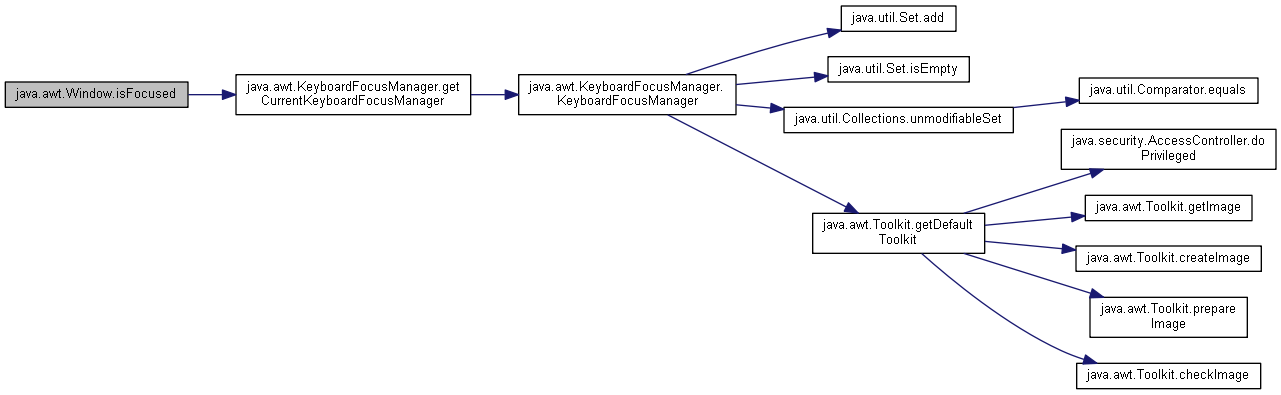 java.awt.Window.isFocused
java.awt.KeyboardFocusManager.get
CurrentKeyboardFocusManager
java.awt.KeyboardFocusManager.
KeyboardFocusManager
java.util.Set.add
java.util.Set.isEmpty
java.util.Collections.unmodifiableSet
java.util.Comparator.equals
java.awt.Toolkit.getDefault
Toolkit
java.security.AccessController.do
Privileged
java.awt.Toolkit.getImage
java.awt.Toolkit.createImage
java.awt.Toolkit.prepare
Image
java.awt.Toolkit.checkImage